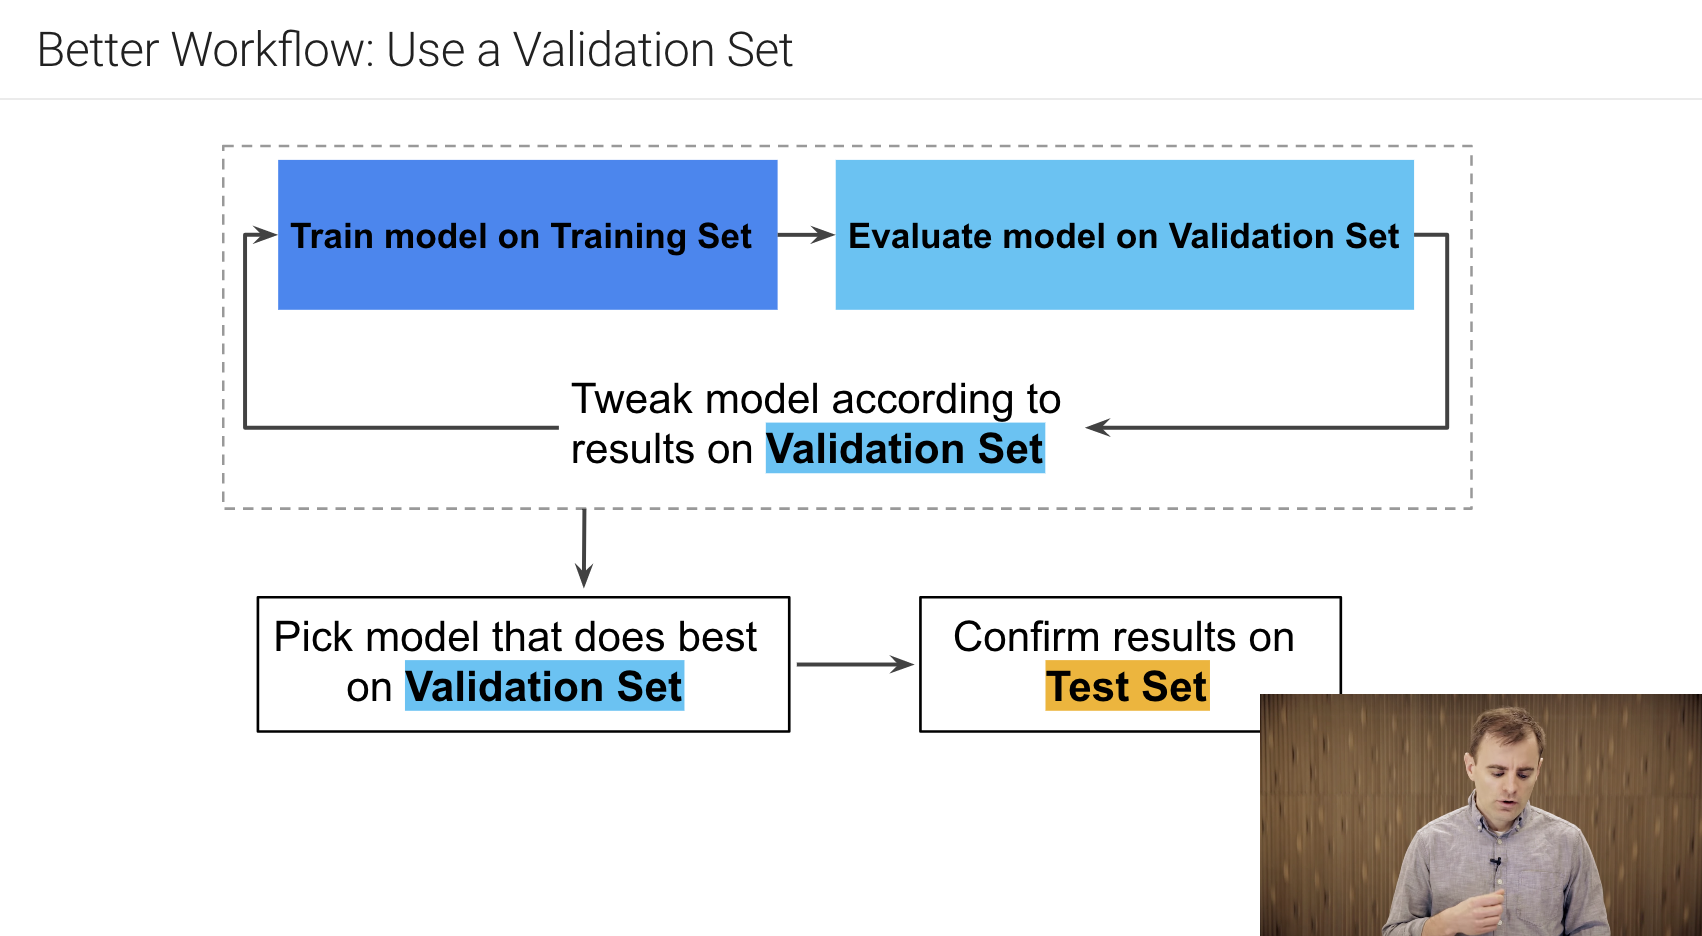 Better Workflow: Use a Validation Set
Train model on Training Set
Evaluate model on Validation Set
Tweak model according to
results on Validation Set
Pick model that does best
on Validation Set
Confirm results on
Test Set